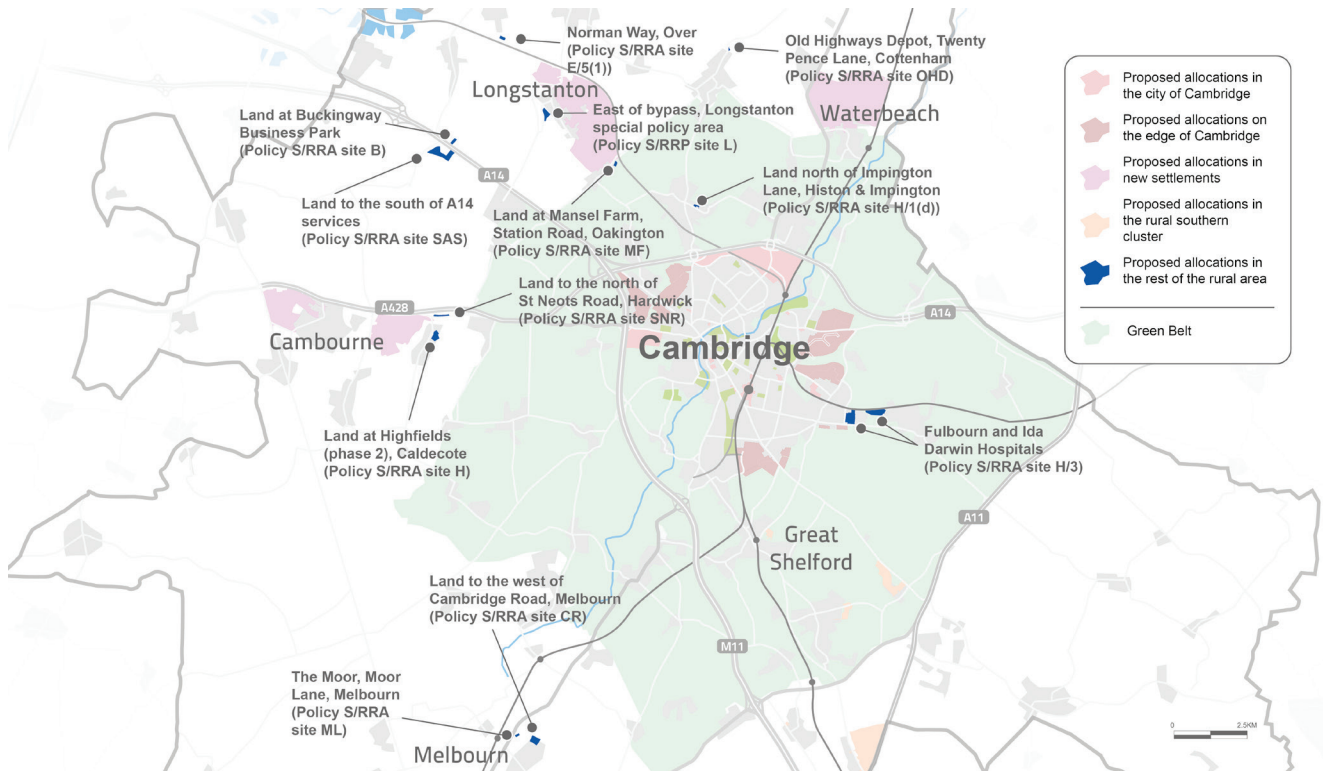 Norman Way, Over
(Policy S/RRA site
E/5(1))
Old Highways Depot, Twenty
Pence Lane, Cottenham
(Policy S/RRA site OHD)
Longstanton
Waterbeach
East of bypass, Longstanton
special policy area
(Policy S/RRP site L)
Land at Buckingway
Business Park
(Policy S/RRA site B)
A14
Land north of Impington
Lane, Histon & Impington
(Policy S/RRA site H/1(d))
Land to the south of A14
services
(Policy S/RRA site SAS)
Land at Mansel Farm,
Station Road, Oakington
(Policy S/RRA site MF)
Land to the north of
St Neots Road, Hardwick
(Policy S/RRA site SNR)
A428
A14
Cambourne
Cambridge
Land at Highfields
(phase 2), Caldecote
(Policy S/RRA site H)
Fulbourn and Ida
Darwin Hospitals
(Policy S/RRA site H/3)
A11
Great
Shelford
Land to the west of
Cambridge Road, Melbourn
(Policy S/RRA site CR)
M11
The Moor, Moor
Lane, Melbourn
(Policy S/RRA
site ML)
Melbourn
Proposed allocations in
the city of Cambridge
Proposed allocations on
the edge of Cambridge
Proposed allocations in
new settlements
Proposed allocations in
the rural southern
cluster
Proposed allocations in
the rest of the rural area
Green Belt
0 2.5KM